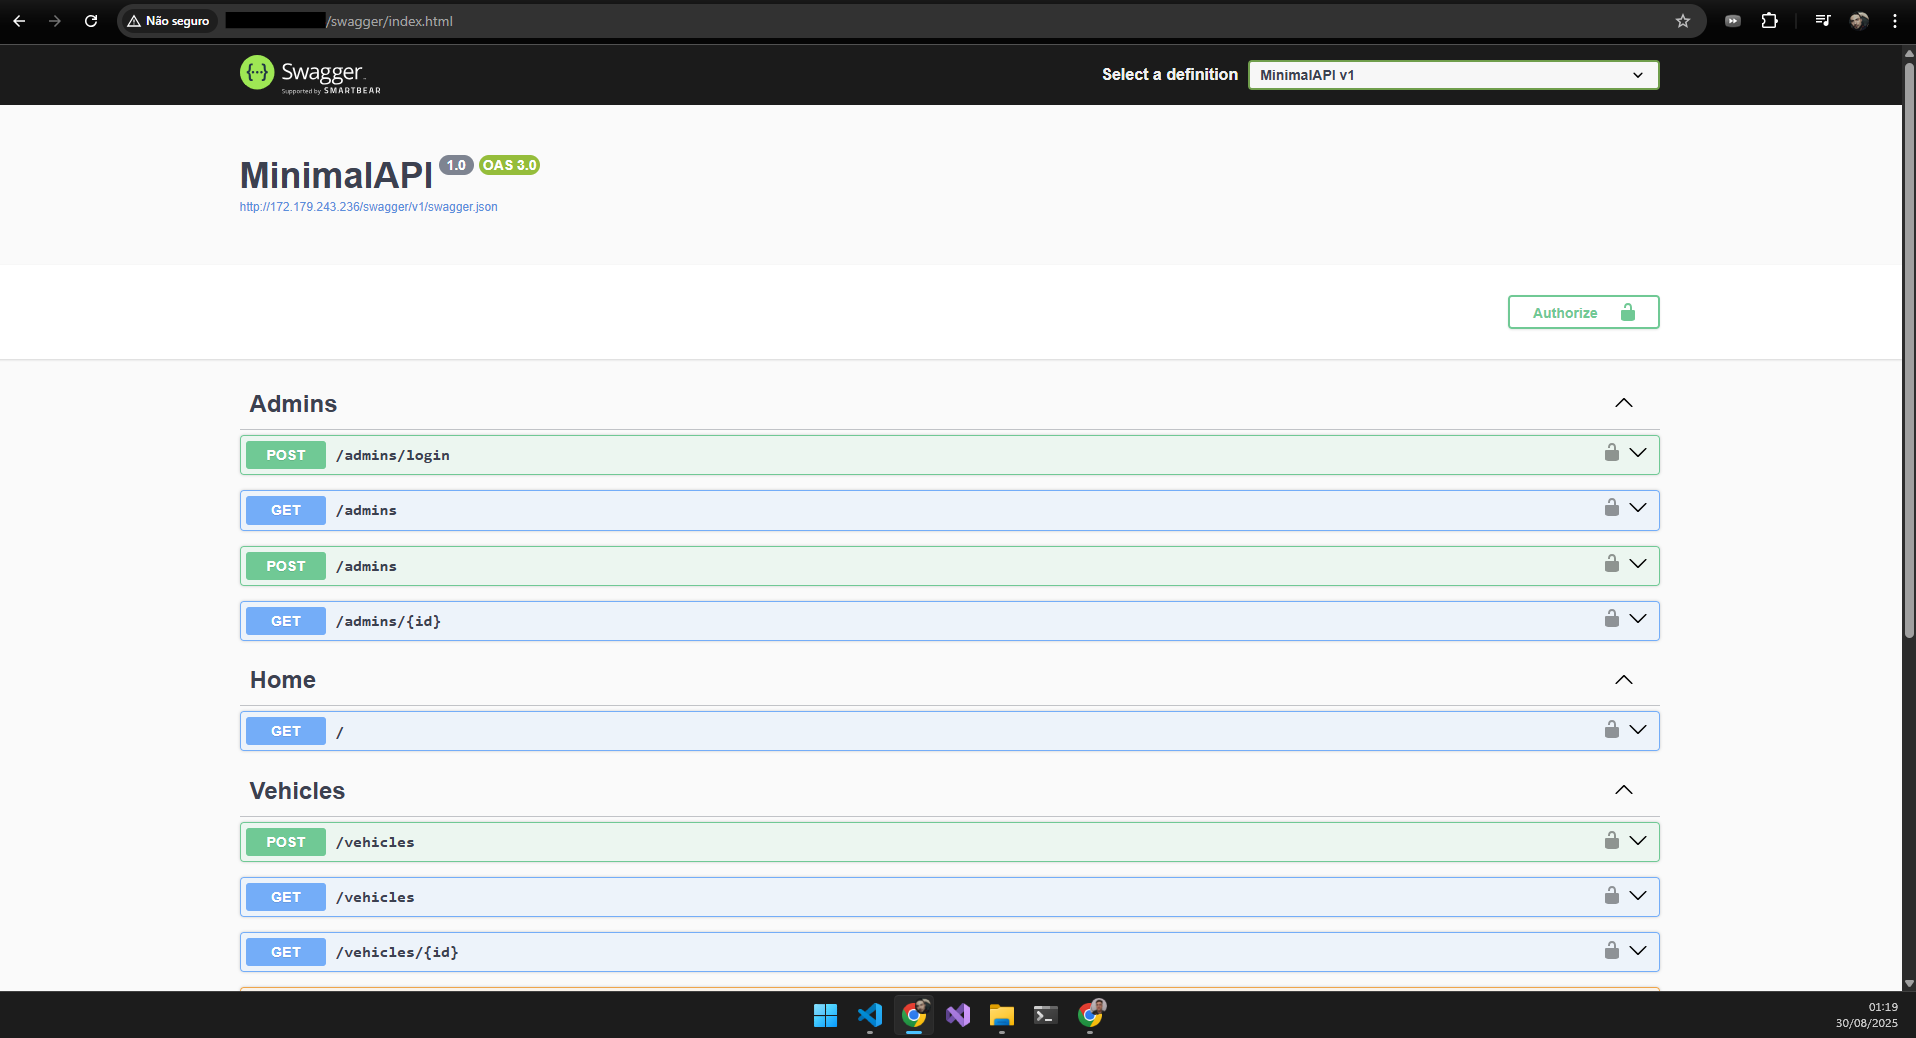 Não seguro
/swagger/index.html
Swagger
Supported by SMARTBEAR
Select a definition
MinimalAPI v1
MinimalAPI 1.0 OAS 3.0
http://172.179.243.236/swagger/v1/swagger.json
Authorize
Admins
POST /admins/login
GET /admins
POST /admins
GET /admins/{id}
Home
GET /
Vehicles
POST /vehicles
GET /vehicles
GET /vehicles/{id}
01:19
30/08/2025